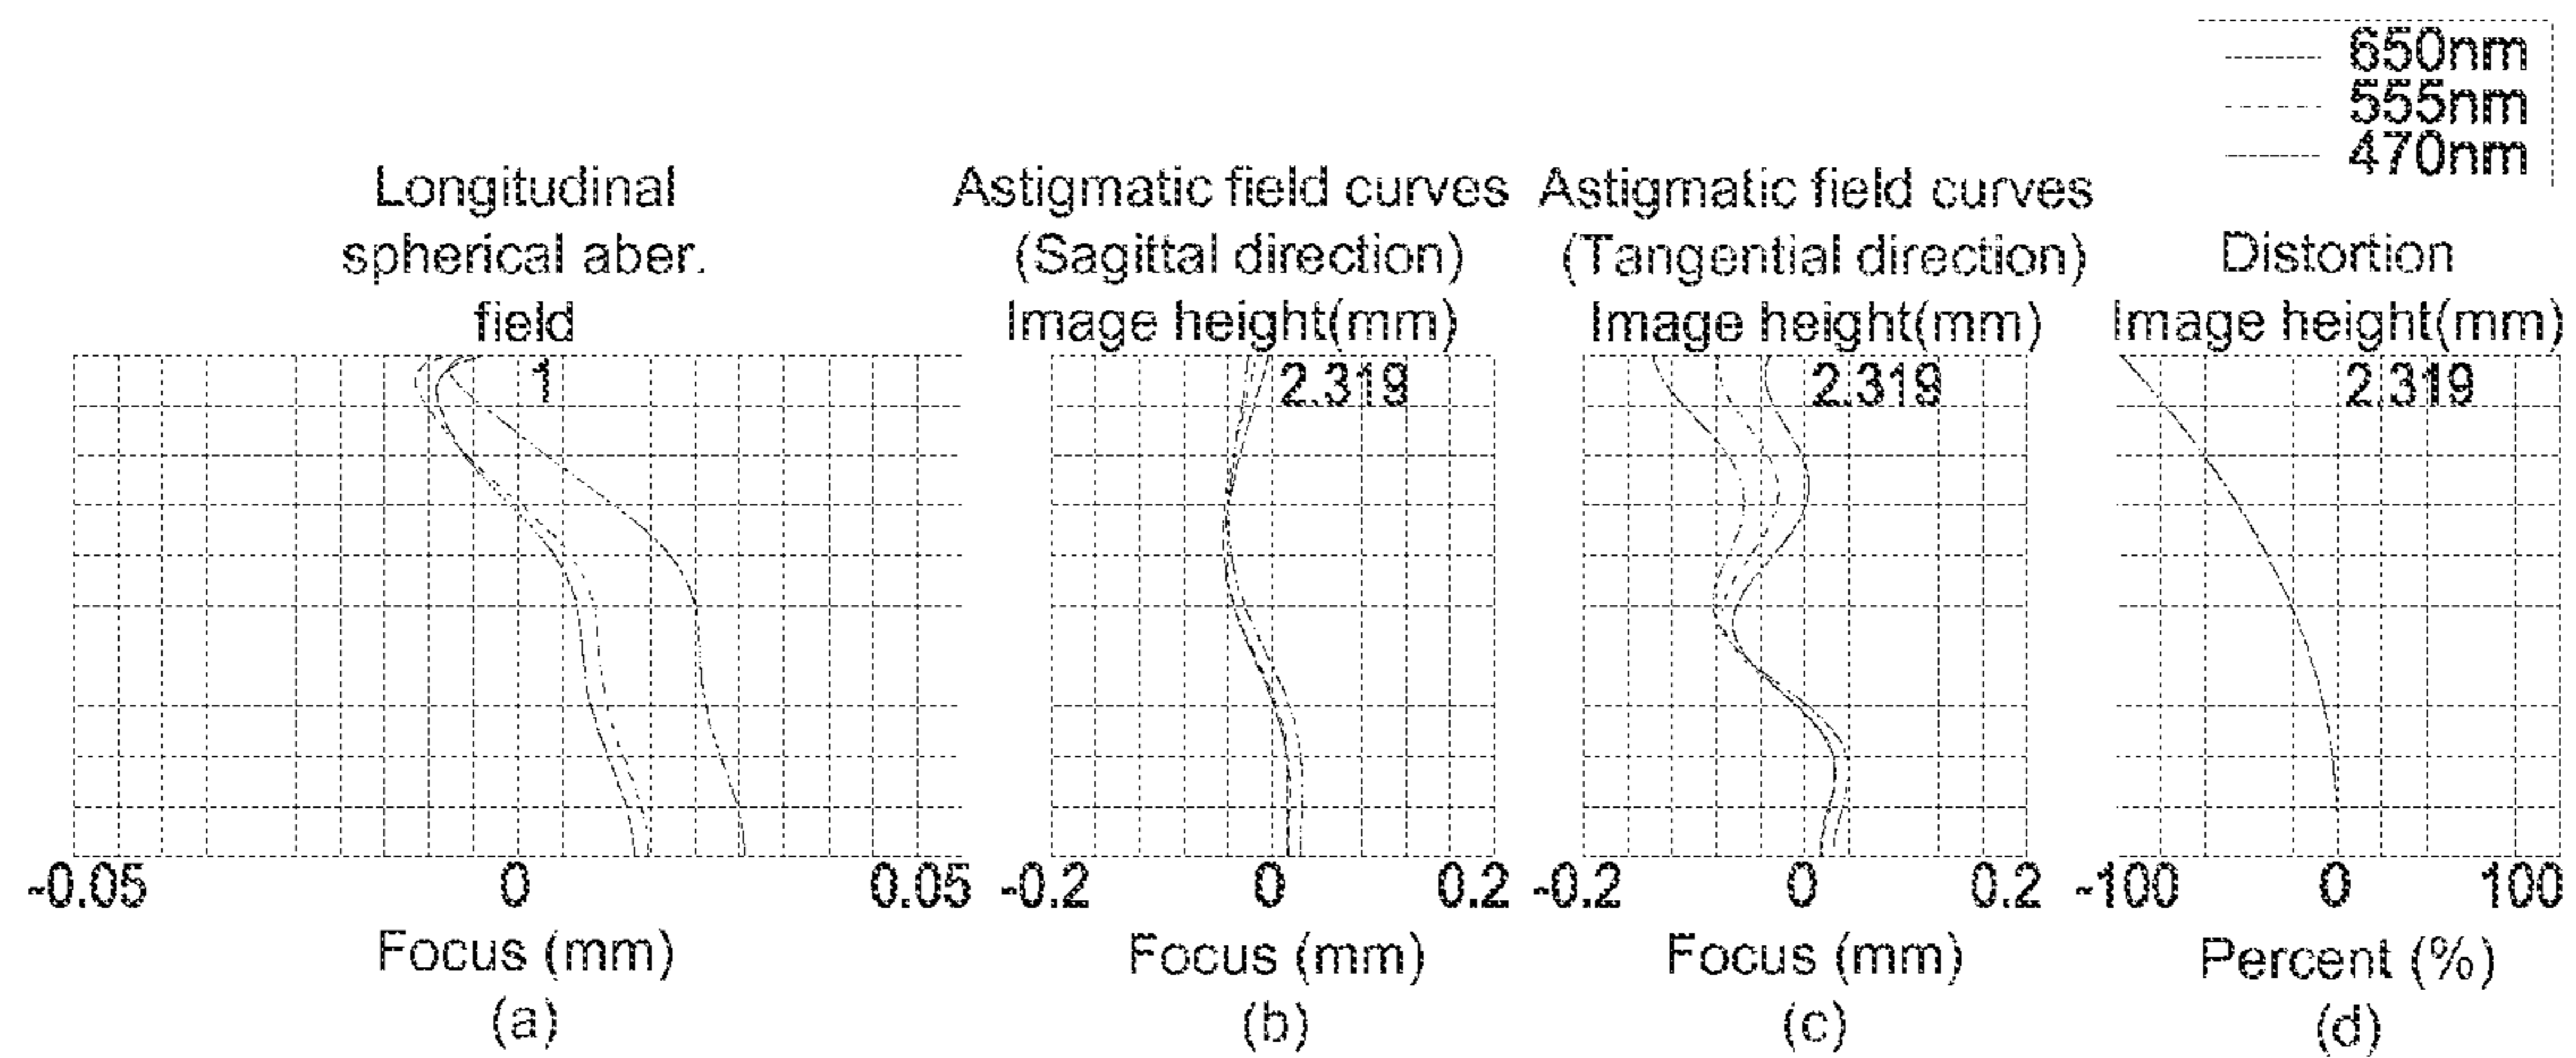 650nm
555nm
470nm
Longitudinal
spherical aber.
field
1
Astigmatic field curves
(Sagittal direction)
Image height(mm)
2.319
Astigmatic field curves
(Tangential direction)
Image height(mm)
2.319
Distortion
Image height(mm)
2.319
-0.05 0 0.05
Focus (mm)
(a)
-0.2 0 0.2
Focus (mm)
(b)
-0.2 0 0.2
Focus (mm)
(c)
-100 0 100
Percent (%)
(d)